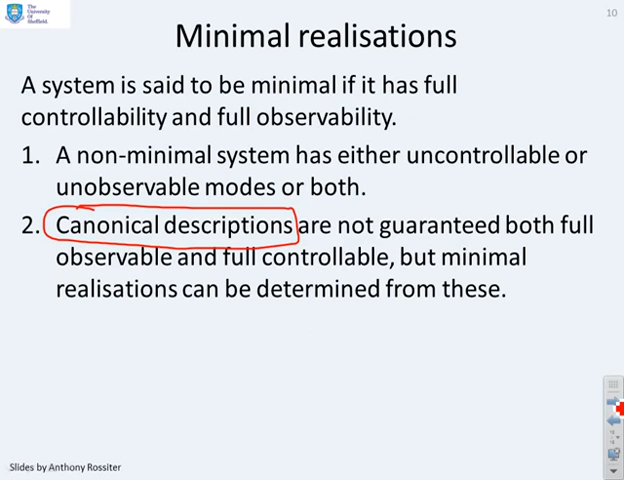 The
University
Of
Sheffield.
10
Minimal realisations
A system is said to be minimal if it has full
controllability and full observability.
1. A non-minimal system has either uncontrollable or
unobservable modes or both.
2. Canonical descriptions are not guaranteed both full
observable and full controllable, but minimal
realisations can be determined from these.
Slides by Anthony Rossiter